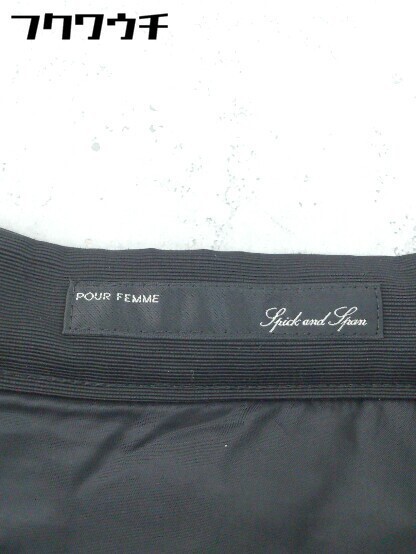 フクワウチ
POUR FEMME
Spick and Span